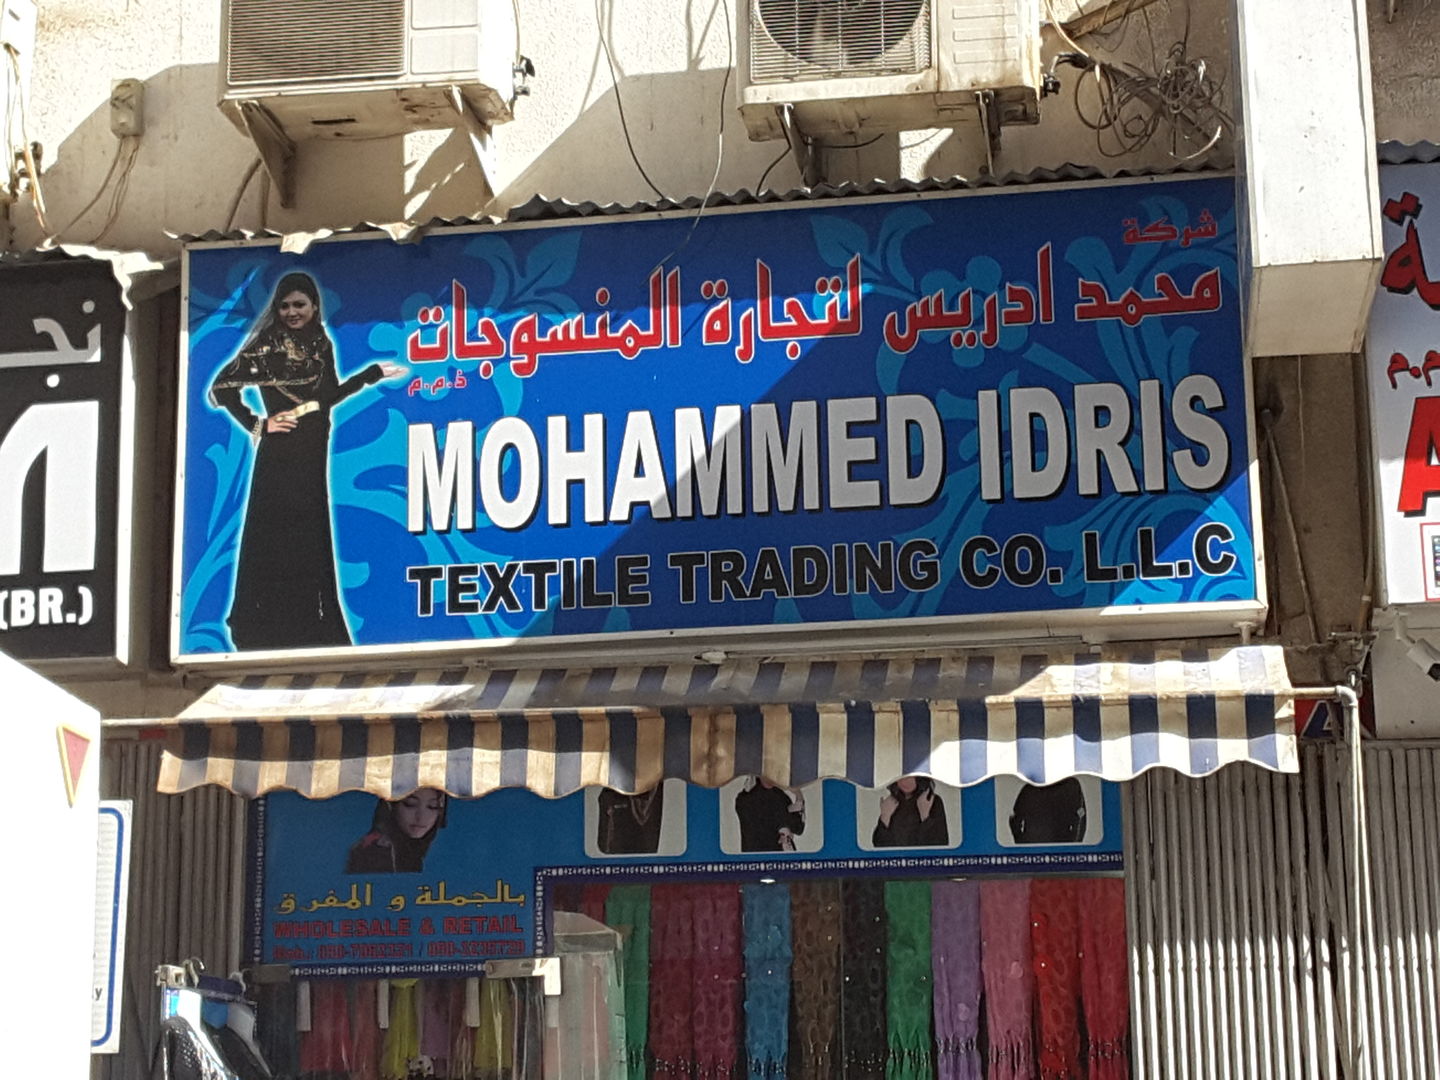 شركة
محمد ادريس لتجارة المنسوجات
ذ.م.م
MOHAMMED IDRIS
TEXTILE TRADING CO. L.L.C
بالجملة و المفرق
WHOLESALE & RETAIL
(BR.)